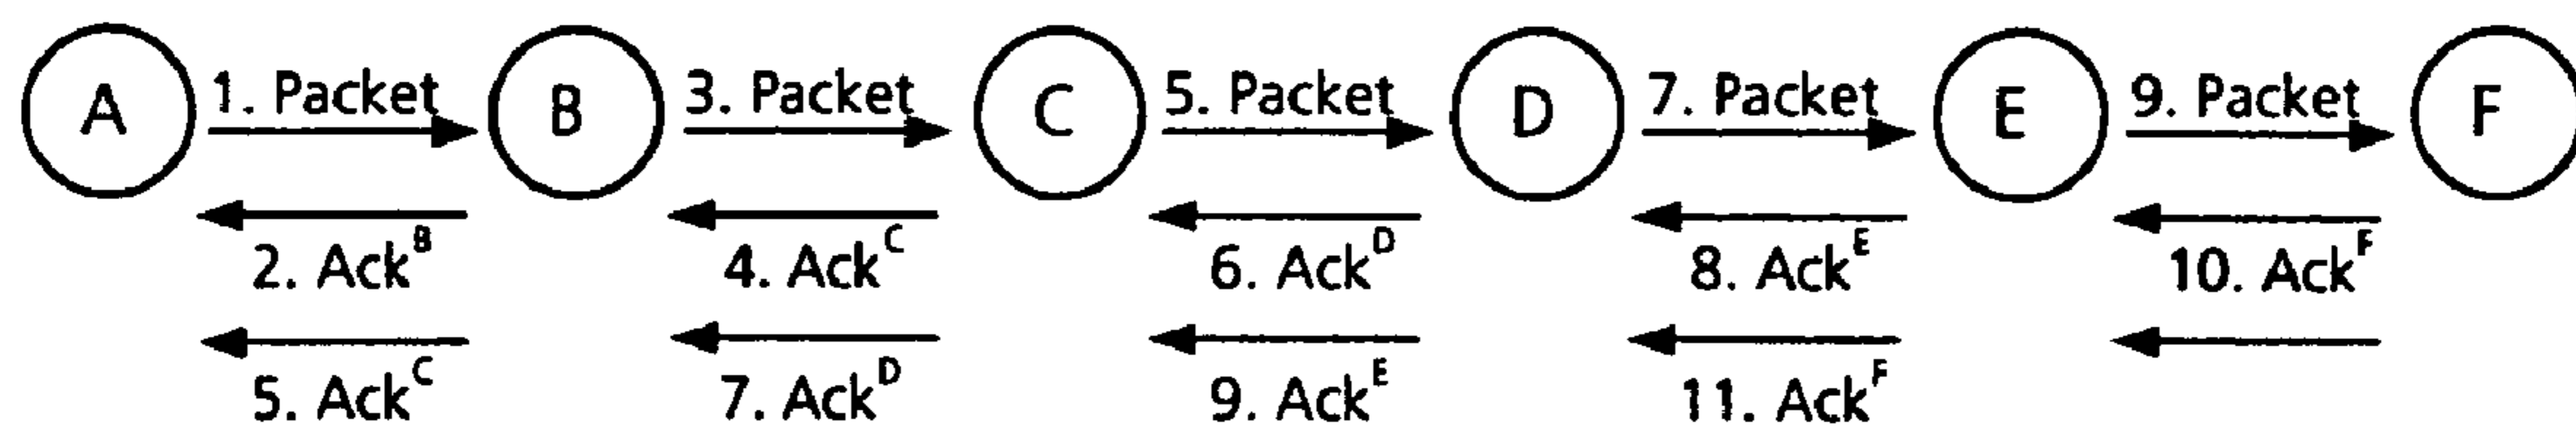 A 1. Packet B 3. Packet C 5. Packet D 7. Packet E 9. Packet F
2. Ack^B 4. Ack^C 6. Ack^D 8. Ack^E 10. Ack^F
5. Ack^C 7. Ack^D 9. Ack^E 11. Ack^F